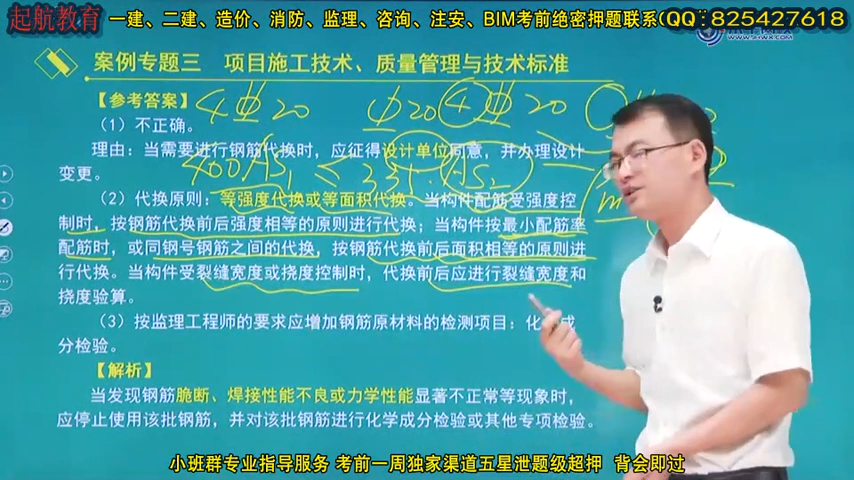 起航教育
一建、二建、造价、消防、监理、咨询、注安、BIM考前绝密押题联系
QQ:825427618
案例专题三 项目施工技术、质量管理与技术标准
【参考答案】
4 20 20 4 20
（1）不正确。
理由：当需要进行钢筋代换时，应征得设计单位同意，并办理设计
变更。
400 AS1 ≤ 335·AS2
（2）代换原则：等强度代换或等面积代换。当构件配筋受强度控
制时，按钢筋代换前后强度相等的原则进行代换；当构件按最小配筋率
配筋时，或同钢号钢筋之间的代换，按钢筋代换前后面积相等的原则进
行代换。当构件受裂缝宽度或挠度控制时，代换前后应进行裂缝宽度和
挠度验算。
（3）按监理工程师的要求应增加钢筋原材料的检测项目：化 成
分检验。
【解析】
当发现钢筋脆断、焊接性能不良或力学性能显著不正常等现象时，
应停止使用该批钢筋，并对该批钢筋进行化学成分检验或其他专项检验。
小班群专业指导服务 考前一周独家渠道五星泄题级超押 背会即过